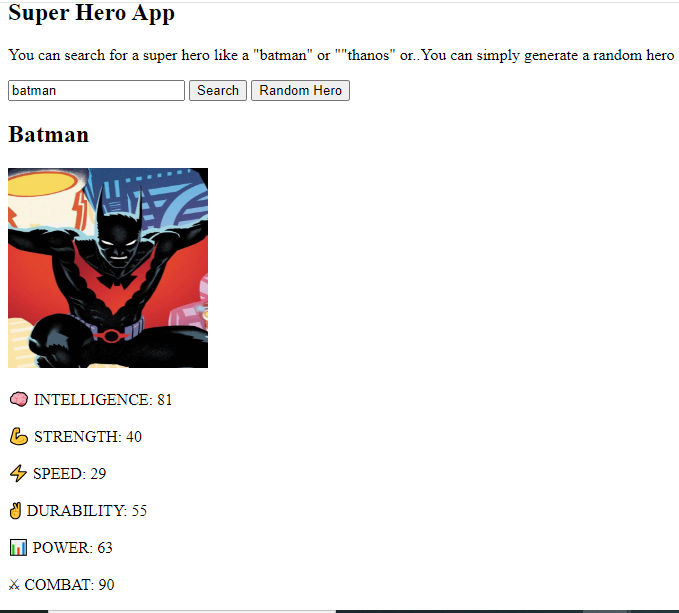 Super Hero App
You can search for a super hero like a "batman" or ""thanos" or..You can simply generate a random hero
batman Search Random Hero
Batman
🧠 INTELLIGENCE: 81
💪 STRENGTH: 40
⚡ SPEED: 29
✌ DURABILITY: 55
📊 POWER: 63
⚔ COMBAT: 90